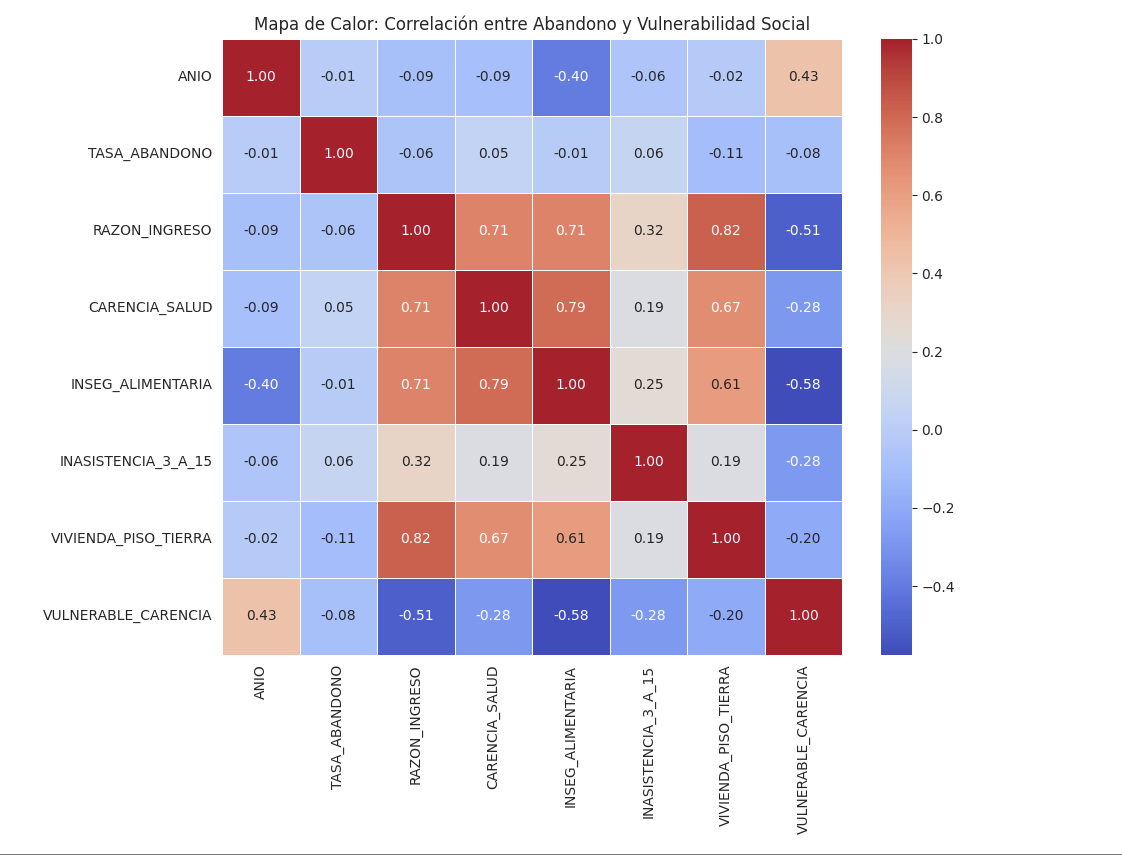 Mapa de Calor: Correlación entre Abandono y Vulnerabilidad Social
ANIO 1.00 -0.01 -0.09 -0.09 -0.40 -0.06 -0.02 0.43
TASA_ABANDONO -0.01 1.00 -0.06 0.05 -0.01 0.06 -0.11 -0.08
RAZON_INGRESO -0.09 -0.06 1.00 0.71 0.71 0.32 0.82 -0.51
CARENCIA_SALUD -0.09 0.05 0.71 1.00 0.79 0.19 0.67 -0.28
INSEG_ALIMENTARIA -0.40 -0.01 0.71 0.79 1.00 0.25 0.61 -0.58
INASISTENCIA_3_A_15 -0.06 0.06 0.32 0.19 0.25 1.00 0.19 -0.28
VIVIENDA_PISO_TIERRA -0.02 -0.11 0.82 0.67 0.61 0.19 1.00 -0.20
VULNERABLE_CARENCIA 0.43 -0.08 -0.51 -0.28 -0.58 -0.28 -0.20 1.00
ANIO
TASA_ABANDONO
RAZON_INGRESO
CARENCIA_SALUD
INSEG_ALIMENTARIA
INASISTENCIA_3_A_15
VIVIENDA_PISO_TIERRA
VULNERABLE_CARENCIA
1.0
0.8
0.6
0.4
0.2
0.0
−0.2
−0.4